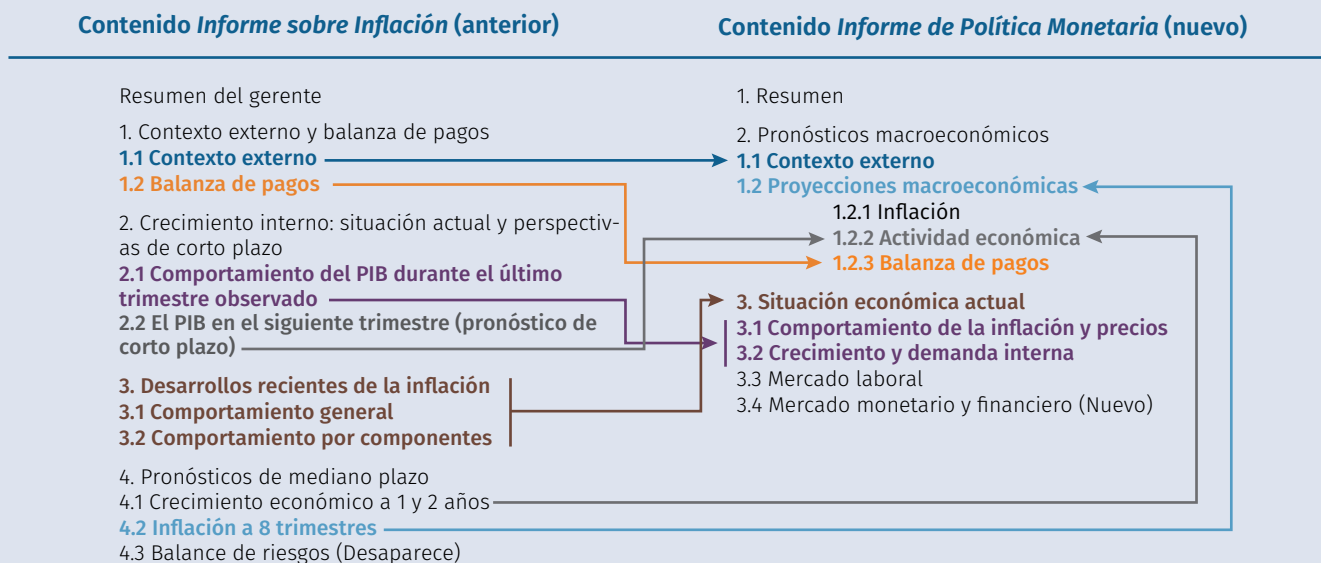 Contenido Informe sobre Inflación (anterior)
Resumen del gerente
1. Contexto externo y balanza de pagos
1.1 Contexto externo
1.2 Balanza de pagos
2. Crecimiento interno: situación actual y perspectiv-
as de corto plazo
2.1 Comportamiento del PIB durante el último
trimestre observado
2.2 El PIB en el siguiente trimestre (pronóstico de
corto plazo)
3. Desarrollos recientes de la inflación
3.1 Comportamiento general
3.2 Comportamiento por componentes
4. Pronósticos de mediano plazo
4.1 Crecimiento económico a 1 y 2 años
4.2 Inflación a 8 trimestres
4.3 Balance de riesgos (Desaparece)
Contenido Informe de Política Monetaria (nuevo)
1. Resumen
2. Pronósticos macroeconómicos
1.1 Contexto externo
1.2 Proyecciones macroeconómicas
1.2.1 Inflación
1.2.2 Actividad económica
1.2.3 Balanza de pagos
3. Situación económica actual
3.1 Comportamiento de la inflación y precios
3.2 Crecimiento y demanda interna
3.3 Mercado laboral
3.4 Mercado monetario y financiero (Nuevo)